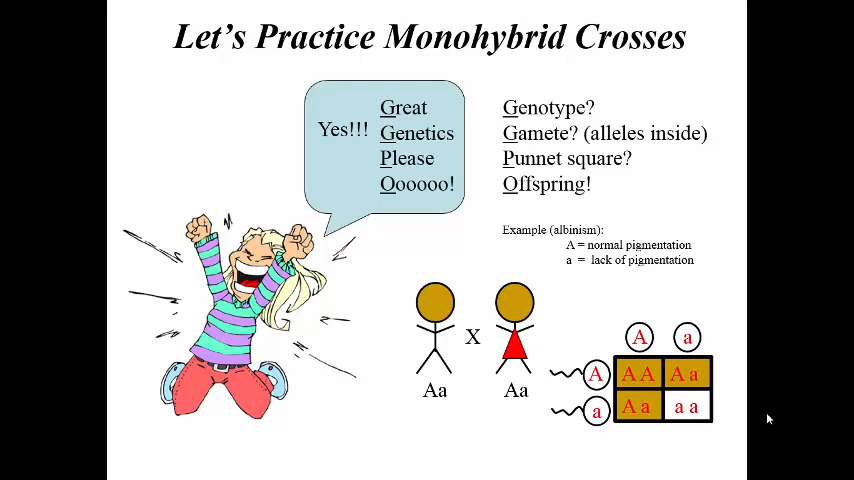 Let's Practice Monohybrid Crosses
Yes!!!
Great
Genetics
Please
Oooooo!
Genotype?
Gamete? (alleles inside)
Punnet square?
Offspring!
Example (albinism):
A = normal pigmentation
a = lack of pigmentation
X
Aa
Aa
A a
A AA Aa
a Aa aa